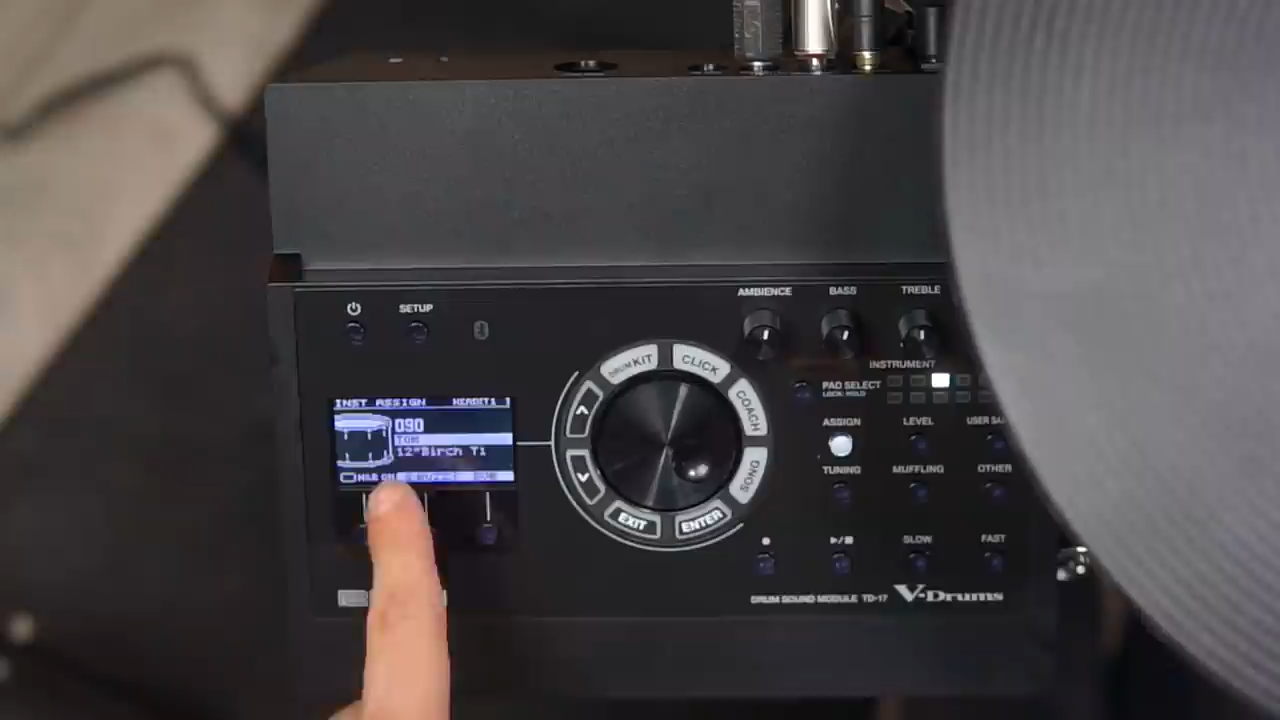 AMBIENCE BASS TREBLE
SETUP
DRUM KIT CLICK
COACH
SONG
EXIT ENTER
INSTRUMENT
PAD SELECT
LOCK: HOLD
ASSIGN LEVEL
TUNING MUFFLING OTHER
SLOW FAST
INST ASSIGN
090
TOM
12"Birch T1
DRUM SOUND MODULE TD-17 V-Drums